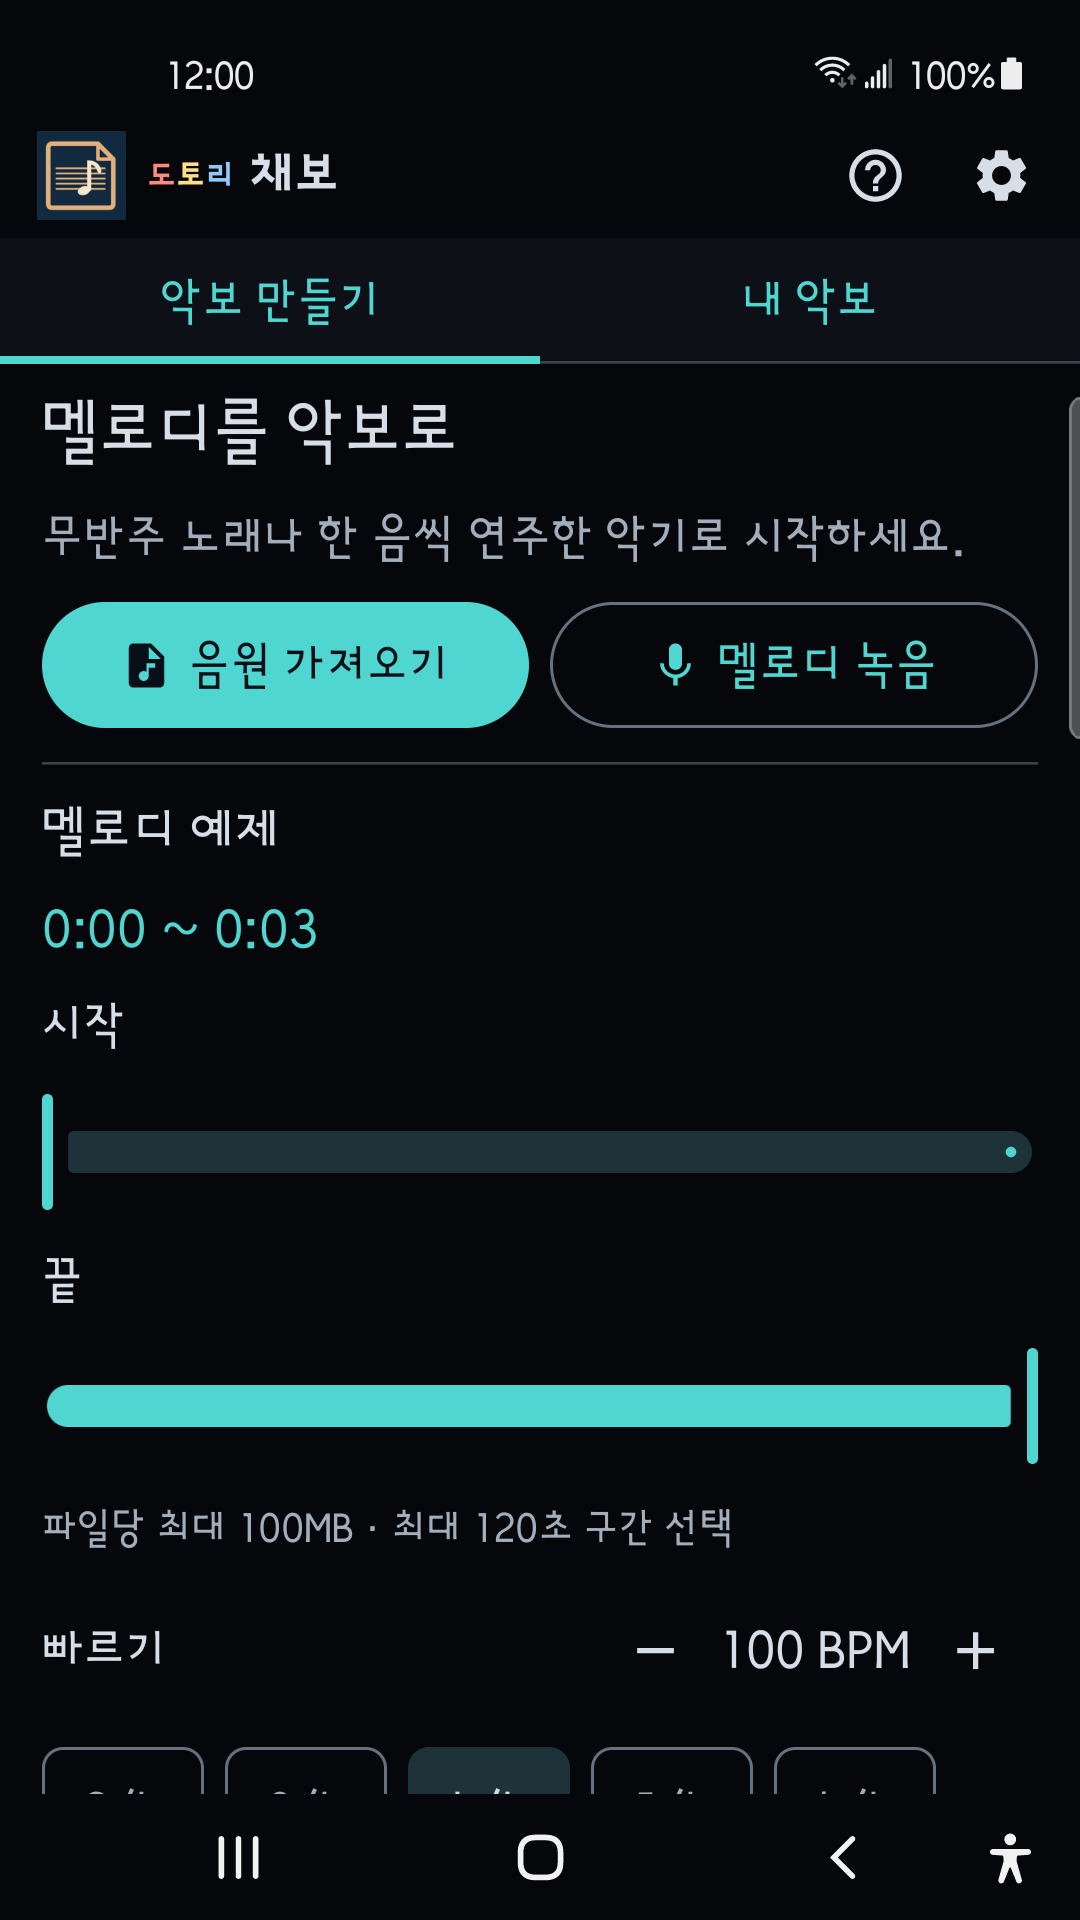 12:00
100%
도토리 채보
악보 만들기
내 악보
멜로디를 악보로
무반주 노래나 한 음씩 연주한 악기로 시작하세요.
음원 가져오기
멜로디 녹음
멜로디 예제
0:00 ~ 0:03
시작
끝
파일당 최대 100MB · 최대 120초 구간 선택
빠르기
100 BPM